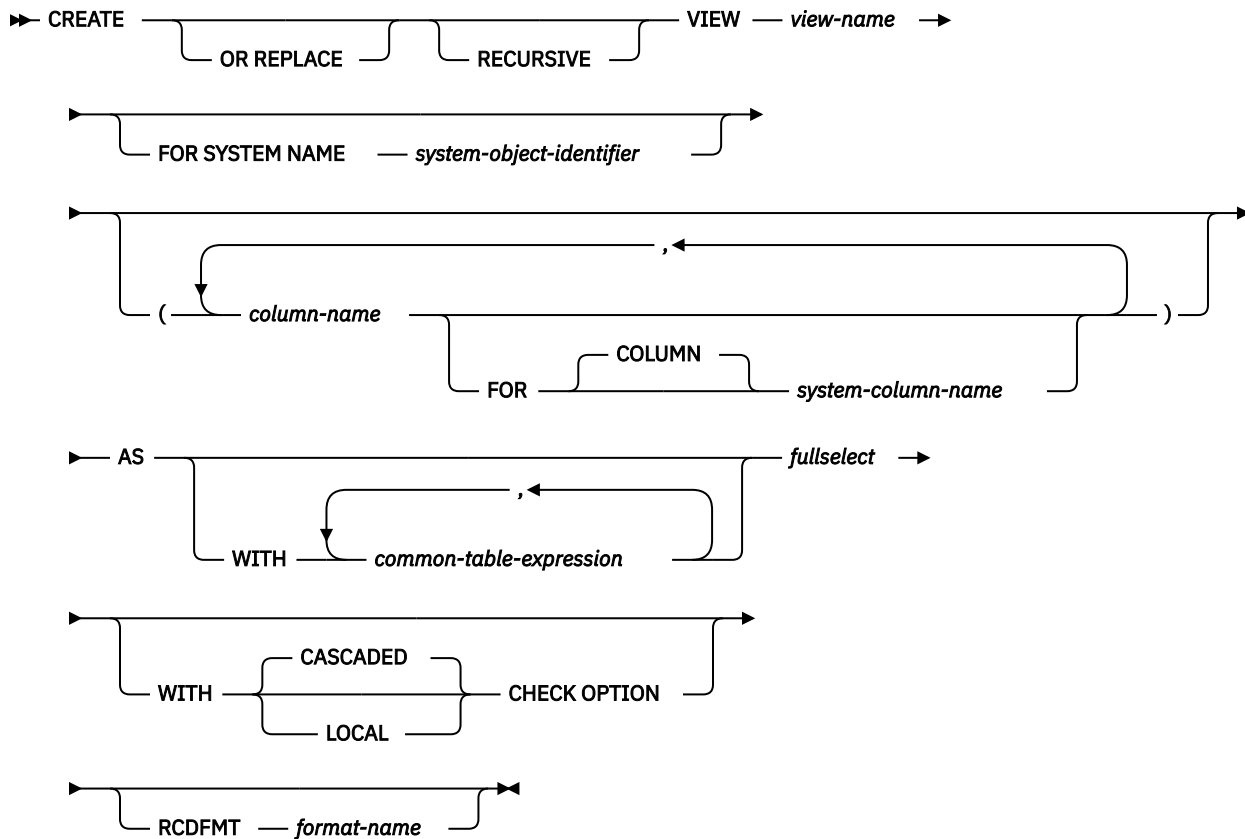 CREATE OR REPLACE RECURSIVE VIEW view-name
FOR SYSTEM NAME system-object-identifier
,
( column-name )
COLUMN
FOR system-column-name
AS fullselect
,
WITH common-table-expression
CASCADED
WITH CHECK OPTION
LOCAL
RCDFMT format-name